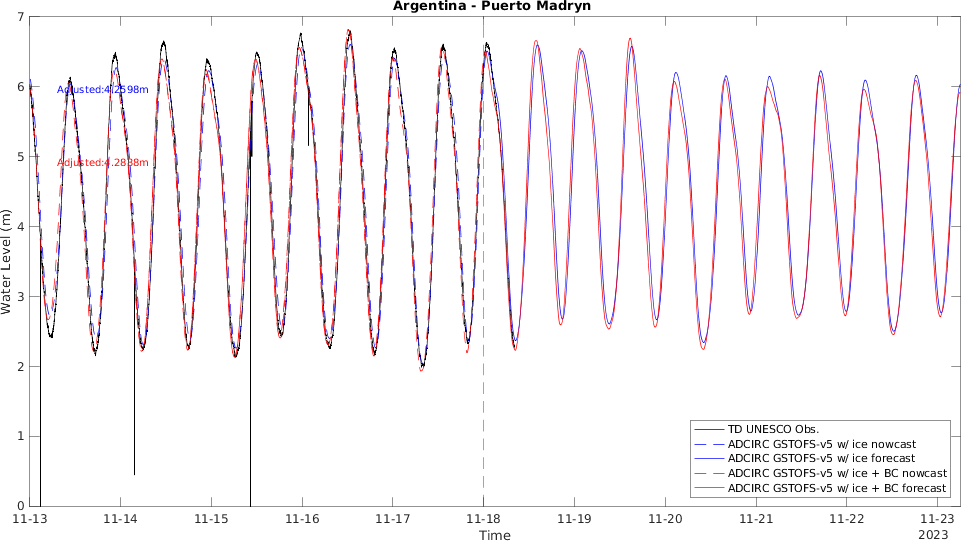 Argentina - Puerto Madryn
7
6
5
4
3
2
1
0
Water Level (m)
Adjusted:4.2598m
Adjusted:4.2838m
TD UNESCO Obs.
ADCIRC GSTOFS-v5 w/ ice nowcast
ADCIRC GSTOFS-v5 w/ ice forecast
ADCIRC GSTOFS-v5 w/ ice + BC nowcast
ADCIRC GSTOFS-v5 w/ ice + BC forecast
11-13 11-14 11-15 11-16 11-17 11-18 11-19 11-20 11-21 11-22 11-23
Time
2023